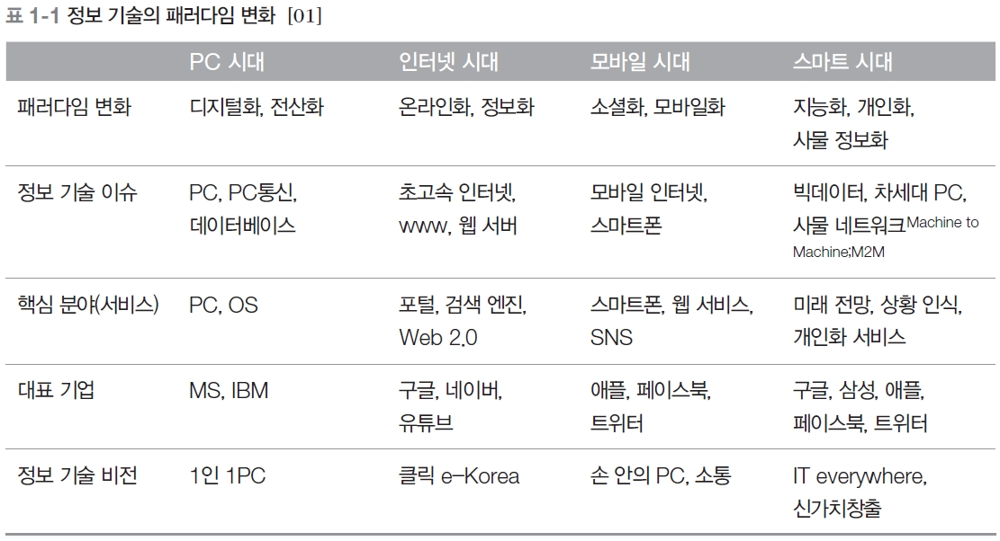 표 1-1 정보 기술의 패러다임 변화 [01]
PC 시대 인터넷 시대 모바일 시대 스마트 시대
패러다임 변화 디지털화, 전산화 온라인화, 정보화 소셜화, 모바일화 지능화, 개인화,
사물 정보화
정보 기술 이슈 PC, PC통신, 초고속 인터넷, 모바일 인터넷, 빅데이터, 차세대 PC,
데이터베이스 www, 웹 서버 스마트폰 사물 네트워크Machine to
Machine;M2M
핵심 분야(서비스) PC, OS 포털, 검색 엔진, 스마트폰, 웹 서비스, 미래 전망, 상황 인식,
Web 2.0 SNS 개인화 서비스
대표 기업 MS, IBM 구글, 네이버, 애플, 페이스북, 구글, 삼성, 애플,
유튜브 트위터 페이스북, 트위터
정보 기술 비전 1인 1PC 클릭 e-Korea 손 안의 PC, 소통 IT everywhere,
신가치창출